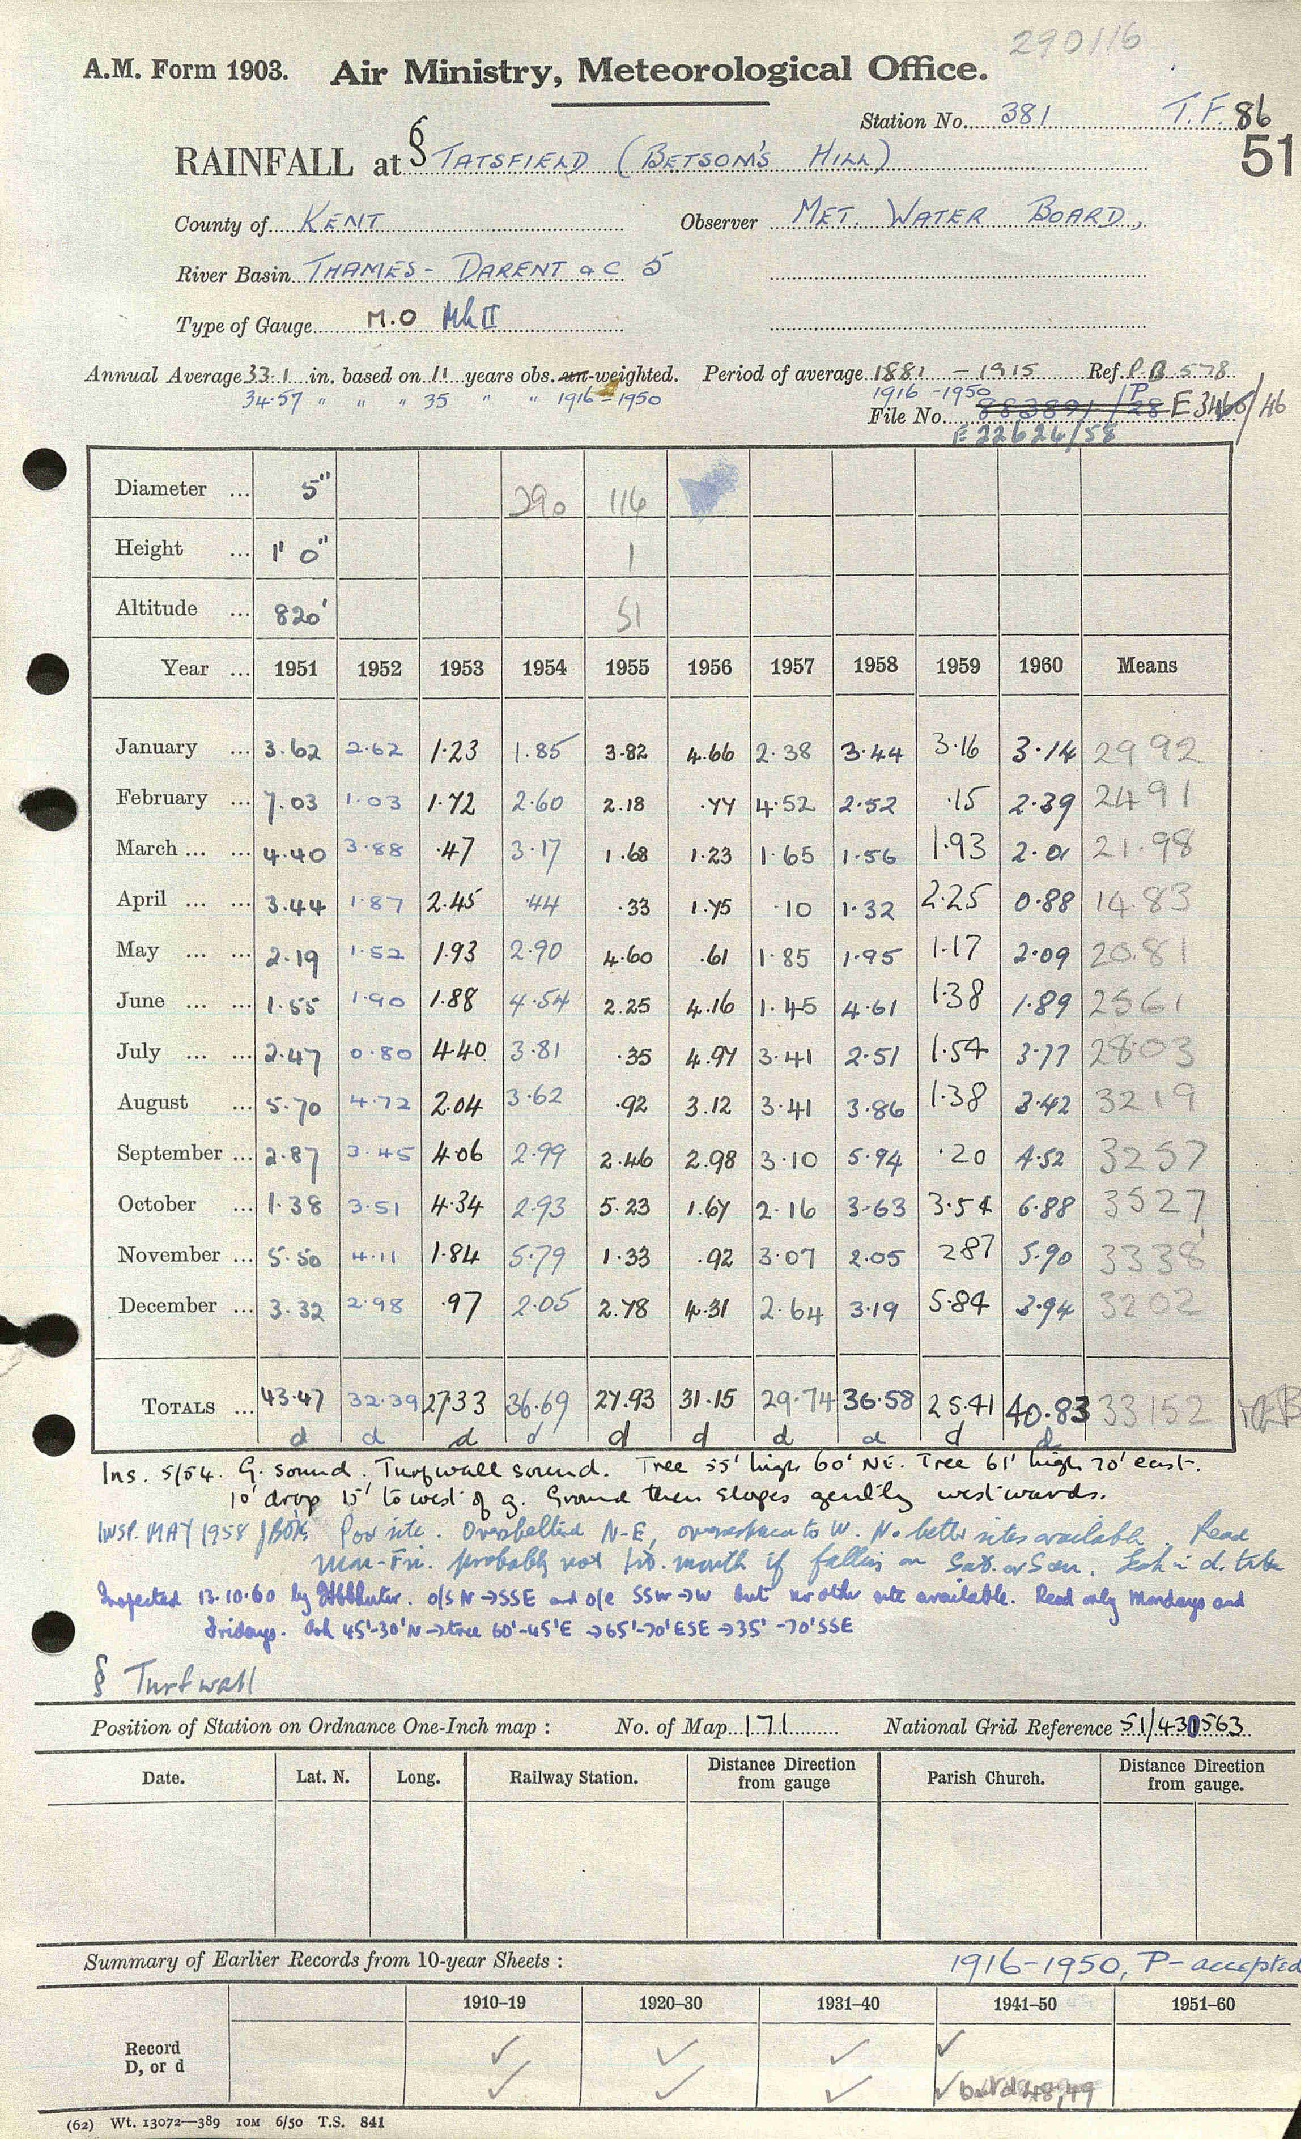 290116
A.M. Form 1903. Air Ministry, Meteorological Office.
Station No. 381 T.F. 86
RAINFALL at § TATSFIELD (BETSOM'S HILL) 51
County of KENT Observer MET. WATER BOARD,
River Basin THAMES - DARENT &C 5
Type of Gauge M.O MkII
Annual Average 33.1 in. based on 11 years obs. un-weighted. Period of average 1881 - 1915 Ref. P.B 578
34.57 " " " 35 " " 1916-1950 1916-1950
File No. 883891/P28 E3466/46
E 22624/58
Diameter ... 5" 290 116
Height ... 1' 0" 1
Altitude ... 820' 51
Year ... 1951 1952 1953 1954 1955 1956 1957 1958 1959 1960 Means
January ... 3.62 2.62 1.23 1.85 3.82 4.66 2.38 3.44 3.16 3.14 2992
February ... 7.03 1.03 1.72 2.60 2.18 .77 4.52 2.52 .15 2.39 2491
March ... ... 4.40 3.88 .47 3.17 1.68 1.23 1.65 1.56 1.93 2.01 21.98
April ... ... 3.44 1.87 2.45 .44 .33 1.75 .10 1.32 2.25 0.88 14.83
May ... ... 2.19 1.52 1.93 2.90 4.60 .61 1.85 1.95 1.17 2.09 20.81
June ... ... 1.55 1.90 1.88 4.54 2.25 4.16 1.45 4.61 1.38 1.89 2561
July ... ... 2.47 0.80 4.40 3.81 .35 4.97 3.41 2.51 1.54 3.77 2803
August ... 5.70 4.72 2.04 3.62 .92 3.12 3.41 3.86 1.38 3.42 3219
September ... 2.87 3.45 4.06 2.99 2.46 2.98 3.10 5.94 .20 4.52 3257
October ... 1.38 3.51 4.34 2.93 5.23 1.67 2.16 3.63 3.54 6.88 3527
November ... 5.50 4.11 1.84 5.79 1.33 .92 3.07 2.05 2.87 5.90 3338
December ... 3.32 2.98 .97 2.05 2.78 4.31 2.64 3.19 5.84 3.94 3202
TOTALS ... 43.47 32.39 27.33 36.69 27.93 31.15 29.74 36.58 25.41 40.83 33152
d d d d d d d d d d
Ins. 5/54. G. sound. Turfwall sound. Tree 55' high 60' NE. Tree 61' high 70' east.
10' drop 15' to west of g. Ground then slopes gently westwards.
INSP. MAY 1958 Poor site. Oversheltered N-E, overexposure to W. No better sites available. Read
Mon-Fri. probably not 1st. month if falls on Sat. or Sun. in d. tube
Inspected 13.10.60 by O/S N→SSE and o/e SSW→W but no other site available. Read only Mondays and
Fridays. 45'-30'N → tree 60'-45'E → 65'-70' ESE → 35'-70' SSE
§ Turf wall
Position of Station on Ordnance One-Inch map : No. of Map 171 National Grid Reference 51/430563
Date. Lat. N. Long. Railway Station. Distance from gauge Direction Parish Church. Distance from gauge. Direction
Summary of Earlier Records from 10-year Sheets : 1916-1950, P-accepted
1910-19 1920-30 1931-40 1941-50 1951-60
Record
D, or d ✓ ✓ ✓ ✓
✓ ✓ ✓ ✓ 48,49
(62) Wt. 13072—389 10M 6/50 T.S. 841